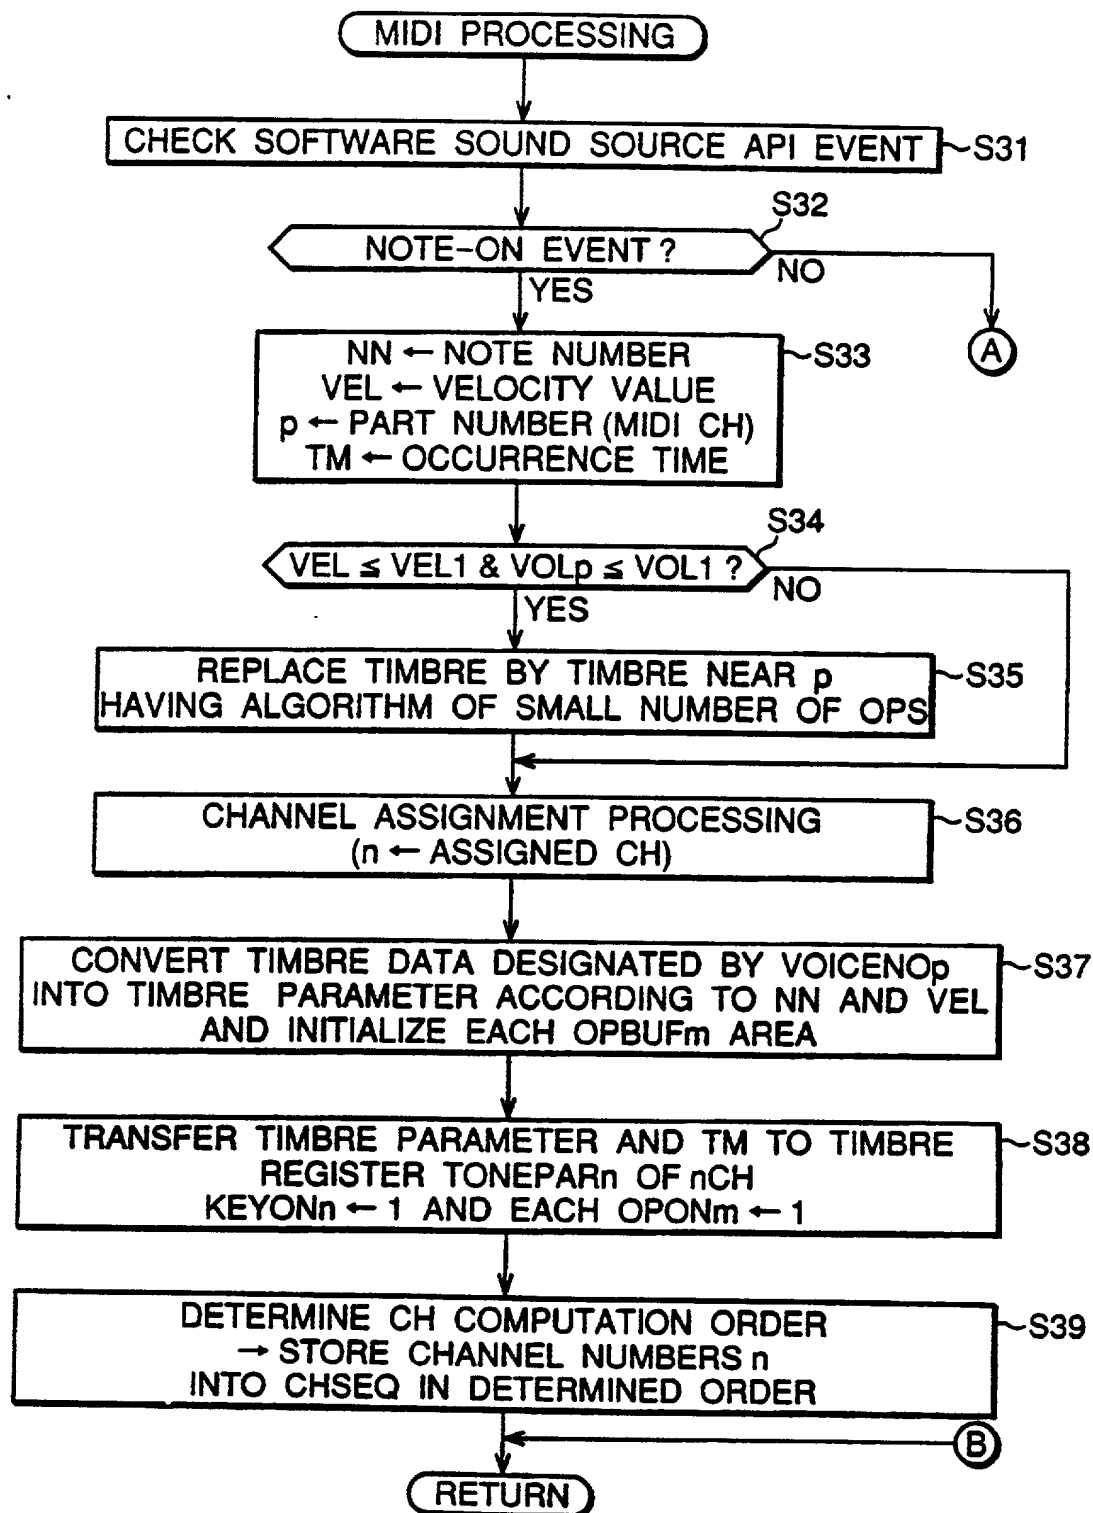 MIDI PROCESSING
CHECK SOFTWARE SOUND SOURCE API EVENT
S31
S32
NOTE-ON EVENT?
NO
YES
A
NN ← NOTE NUMBER
VEL ← VELOCITY VALUE
p ← PART NUMBER (MIDI CH)
TM ← OCCURRENCE TIME
S33
S34
VEL ≦ VEL1 & VOLp ≦ VOL1 ?
NO
YES
REPLACE TIMBRE BY TIMBRE NEAR p
HAVING ALGORITHM OF SMALL NUMBER OF OPS
S35
CHANNEL ASSIGNMENT PROCESSING
(n ← ASSIGNED CH)
S36
CONVERT TIMBRE DATA DESIGNATED BY VOICENOp
INTO TIMBRE PARAMETER ACCORDING TO NN AND VEL
AND INITIALIZE EACH OPBUFm AREA
S37
TRANSFER TIMBRE PARAMETER AND TM TO TIMBRE
REGISTER TONEPARn OF nCH
KEYONn ← 1 AND EACH OPONm ← 1
S38
DETERMINE CH COMPUTATION ORDER
→ STORE CHANNEL NUMBERS n
INTO CHSEQ IN DETERMINED ORDER
S39
B
RETURN